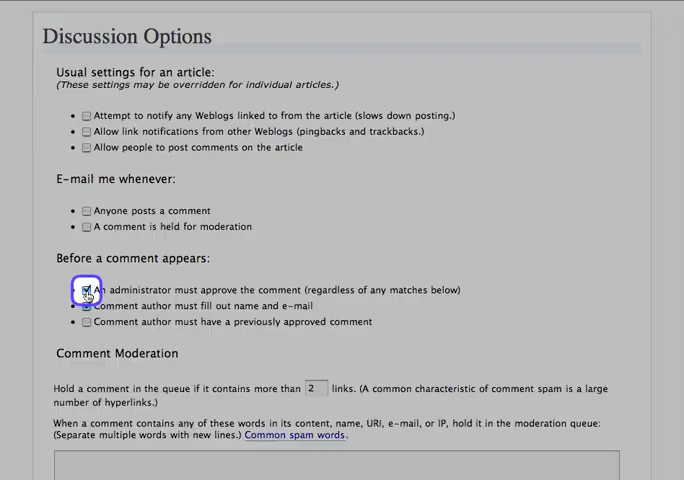 Discussion Options
Usual settings for an article:
(These settings may be overridden for individual articles.)
Attempt to notify any Weblogs linked to from the article (slows down posting.)
Allow link notifications from other Weblogs (pingbacks and trackbacks.)
Allow people to post comments on the article
E-mail me whenever:
Anyone posts a comment
A comment is held for moderation
Before a comment appears:
An administrator must approve the comment (regardless of any matches below)
Comment author must fill out name and e-mail
Comment author must have a previously approved comment
Comment Moderation
Hold a comment in the queue if it contains more than 2 links. (A common characteristic of comment spam is a large
number of hyperlinks.)
When a comment contains any of these words in its content, name, URI, e-mail, or IP, hold it in the moderation queue:
(Separate multiple words with new lines.) Common spam words.